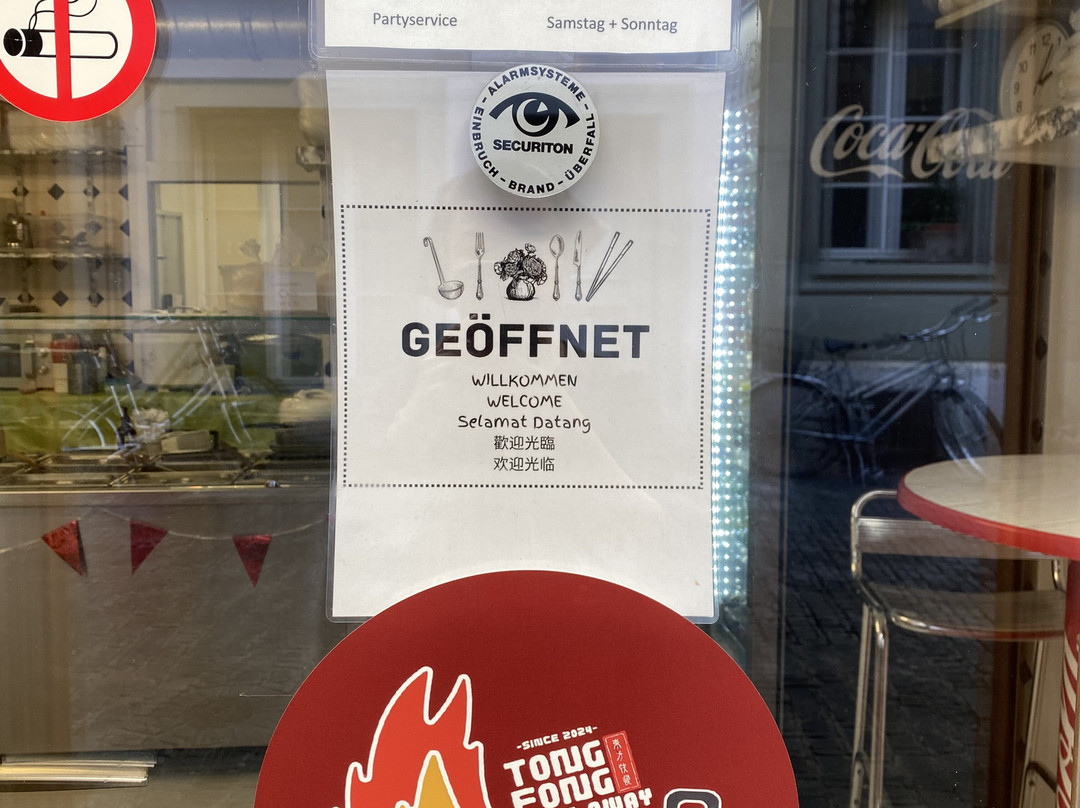 Partyservice Samstag + Sonntag
ALARMSYSTEME - ÜBERFALL - BRAND - EINBRUCH -
SECURITON
Coca-Cola
GEÖFFNET
WILLKOMMEN
WELCOME
Selamat Datang
歡迎光臨
欢迎光临
-SINCE 2024-
TONG
FONG
AWAY